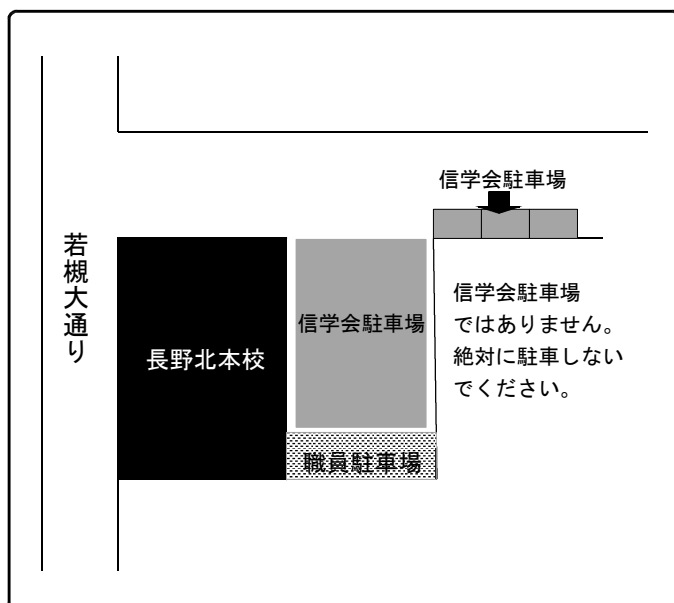 信学会駐車場
若槻大通り
長野北本校
信学会駐車場
信学会駐車場
ではありません。
絶対に駐車しない
でください。
職員駐車場